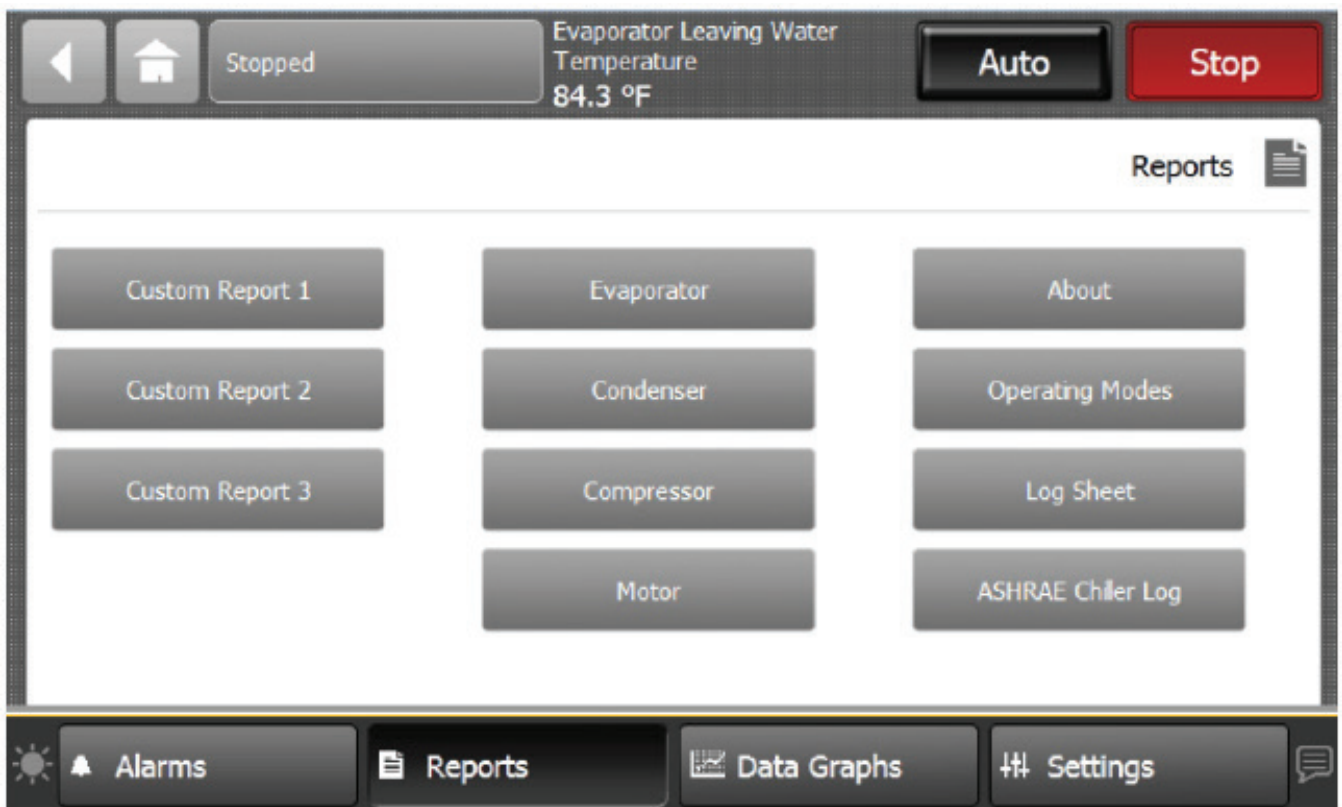 Stopped
Evaporator Leaving Water
Temperature
84.3 °F
Auto
Stop
Reports
Custom Report 1
Evaporator
About
Custom Report 2
Condenser
Operating Modes
Custom Report 3
Compressor
Log Sheet
Motor
ASHRAE Chiller Log
Alarms
Reports
Data Graphs
Settings